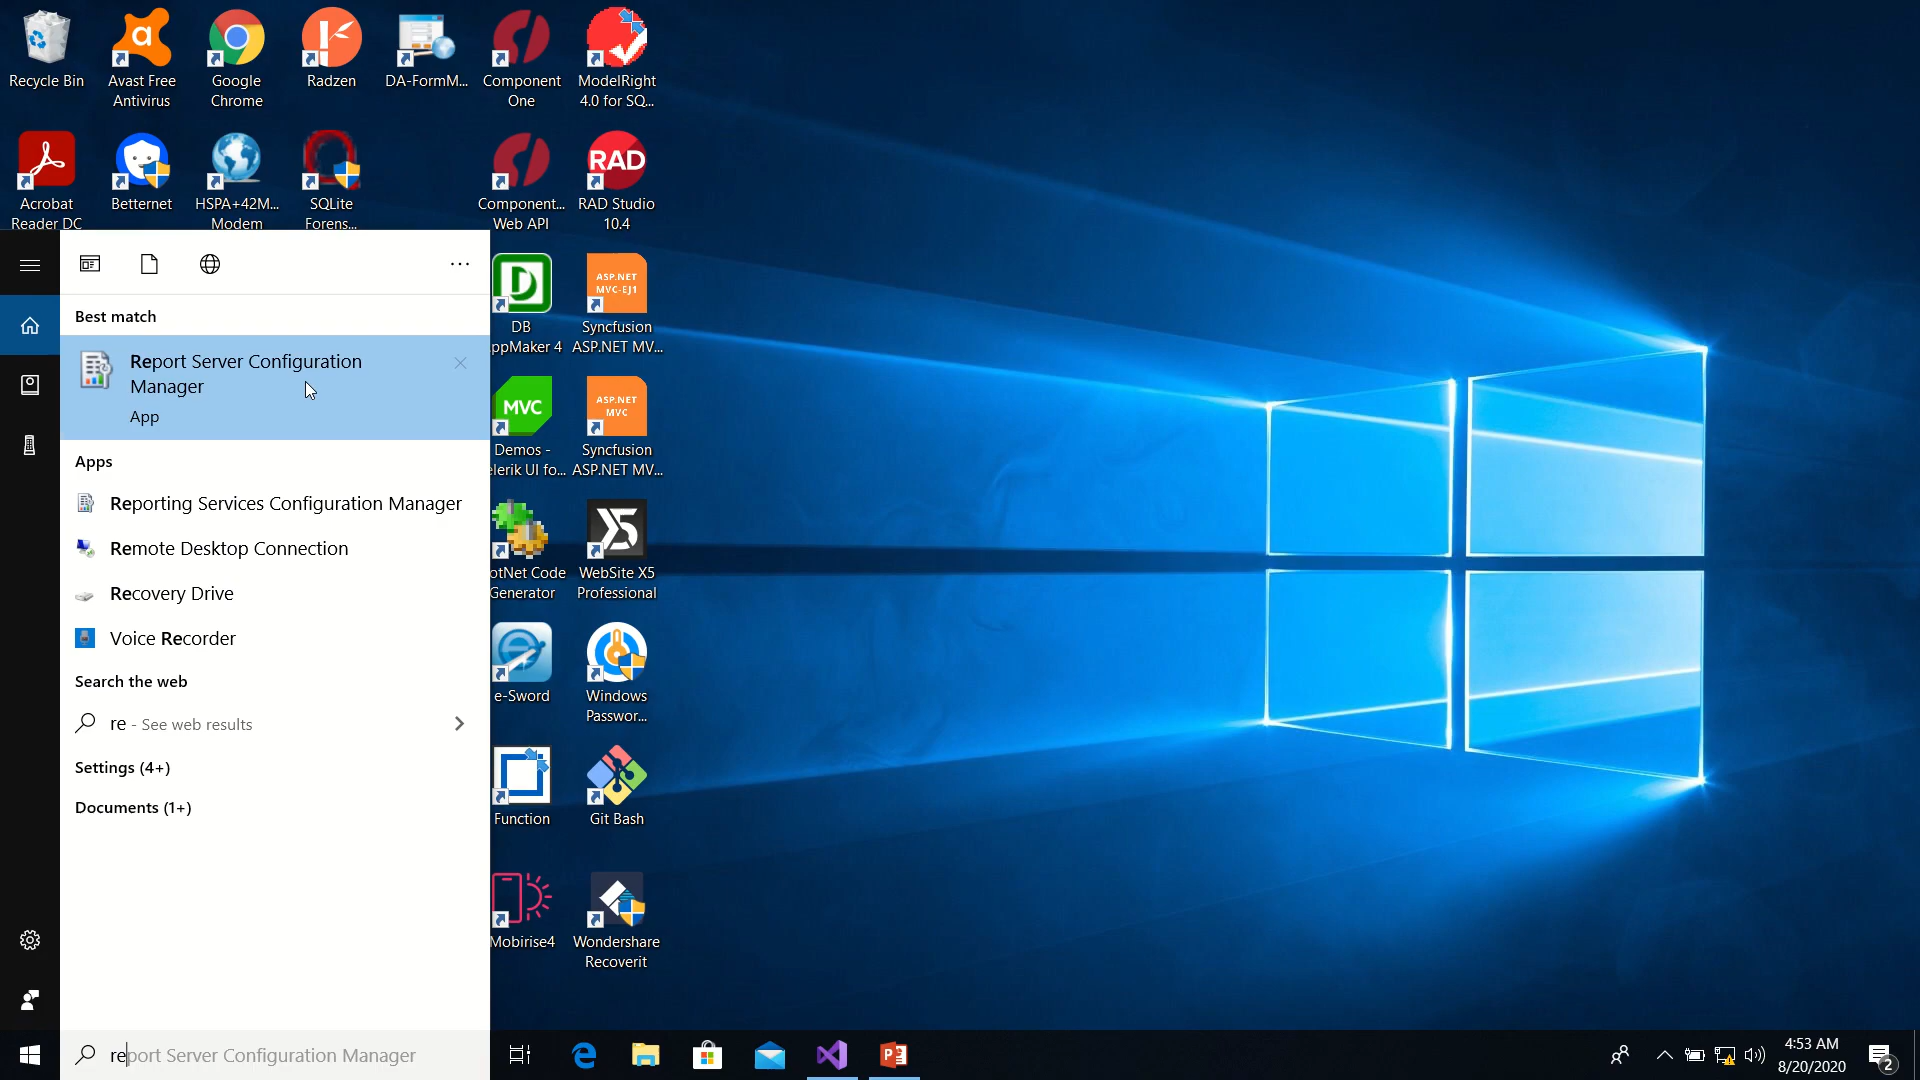 Recycle Bin
Avast Free
Antivirus
Google
Chrome
Radzen
DA-FormM...
Component
One
ModelRight
4.0 for SQ...
Acrobat
Reader DC
Betternet
HSPA+42M...
Modem
SQLite
Forens...
Component...
Web API
RAD
RAD Studio
10.4
Best match
Report Server Configuration
Manager
App
Apps
Reporting Services Configuration Manager
Remote Desktop Connection
Recovery Drive
Voice Recorder
Search the web
re - See web results
Settings (4+)
Documents (1+)
DB
ppMaker 4
ASP.NET
MVC-EJ1
Syncfusion
ASP.NET MV...
MVC
Demos -
elerik UI fo...
ASP.NET
MVC
Syncfusion
ASP.NET MV...
otNet Code
Generator
X5
WebSite X5
Professional
e-Sword
Windows
Passwor...
Function
Git Bash
Mobirise4
Wondershare
Recoverit
report Server Configuration Manager
4:53 AM
8/20/2020
2